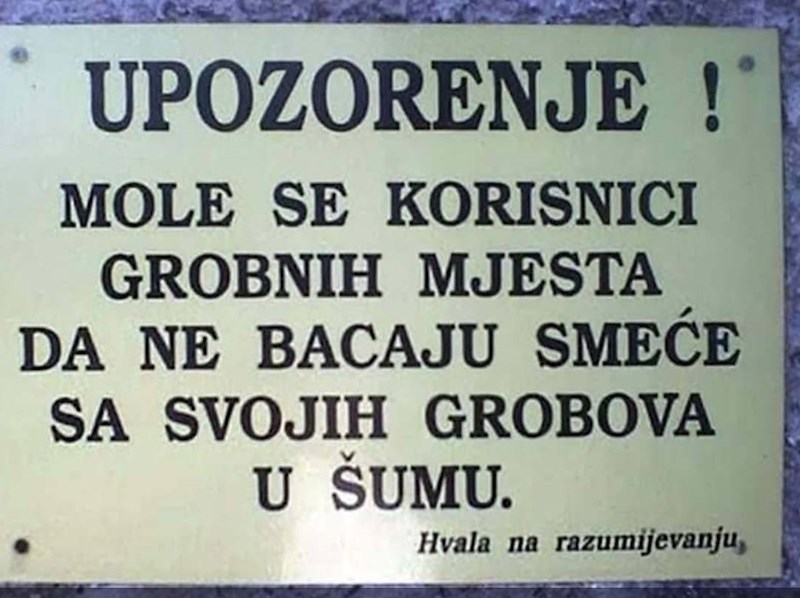 UPOZORENJE !
MOLE SE KORISNICI
GROBNIH MJESTA
DA NE BACAJU SMEĆE
SA SVOJIH GROBOVA
U ŠUMU.
Hvala na razumijevanju,